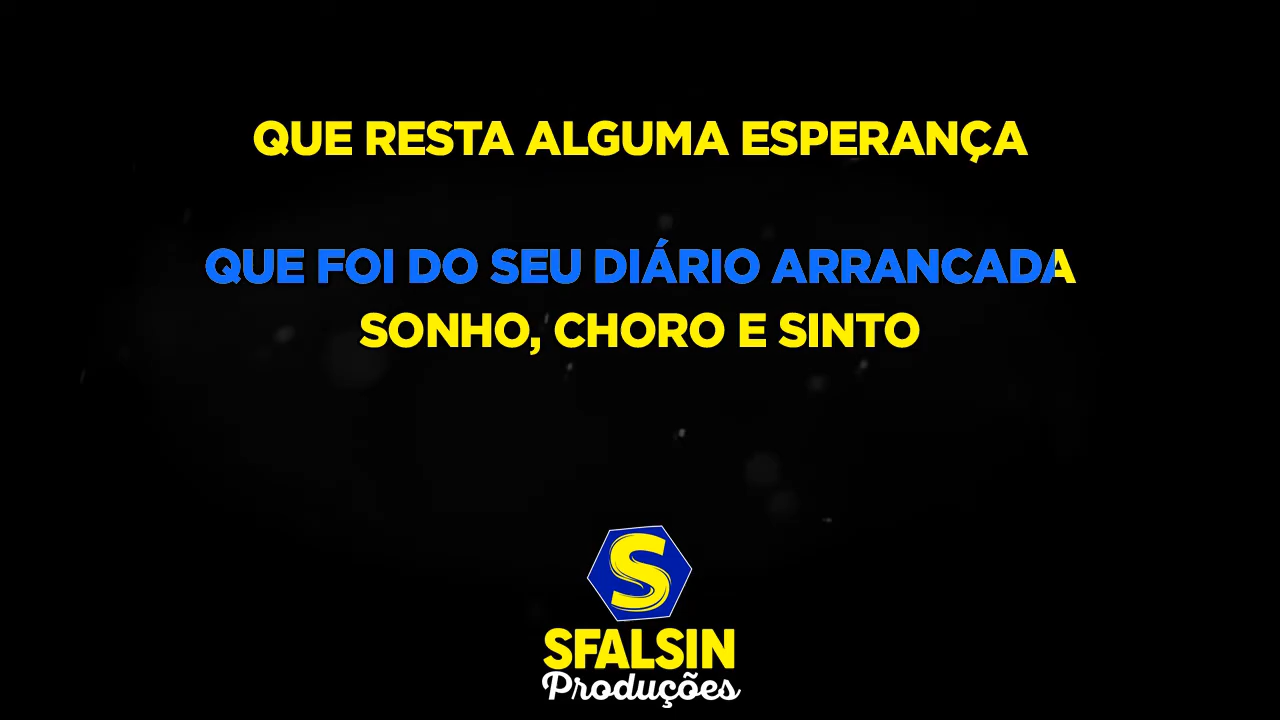 QUE RESTA ALGUMA ESPERANÇA
QUE FOI DO SEU DIÁRIO ARRANCADA
SONHO, CHORO E SINTO
S
SFALSIN
Produções